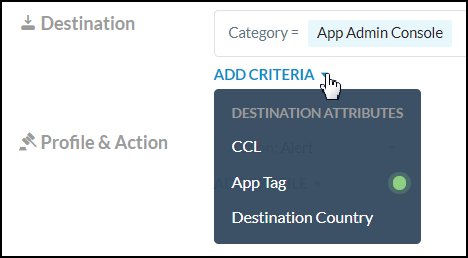 Destination
Category = App Admin Console
ADD CRITERIA
DESTINATION ATTRIBUTES
CCL
Profile & Action
App Tag
Destination Country